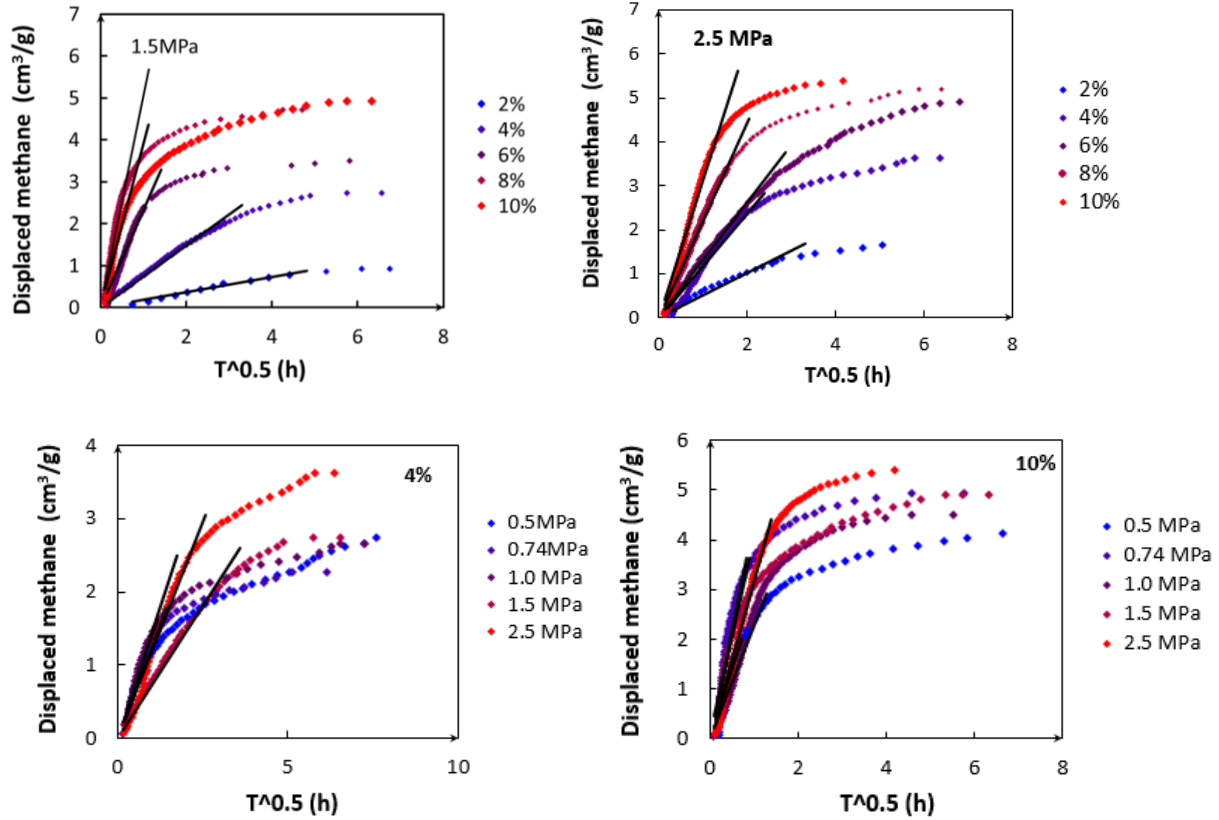 1.5MPa
Displaced methane (cm³/g)
7
6
5
4
3
2
1
0
0 2 4 6 8
T^0.5 (h)
2%
4%
6%
8%
10%
2.5 MPa
Displaced methane (cm³/g)
7
6
5
4
3
2
1
0
0 2 4 6 8
T^0.5 (h)
2%
4%
6%
8%
10%
4%
Displaced methane (cm³/g)
4
3
2
1
0
0 5 10
T^0.5 (h)
0.5MPa
0.74MPa
1.0 MPa
1.5 MPa
2.5 MPa
10%
Displaced methane (cm³/g)
6
5
4
3
2
1
0
0 2 4 6 8
T^0.5 (h)
0.5 MPa
0.74 MPa
1.0 MPa
1.5 MPa
2.5 MPa